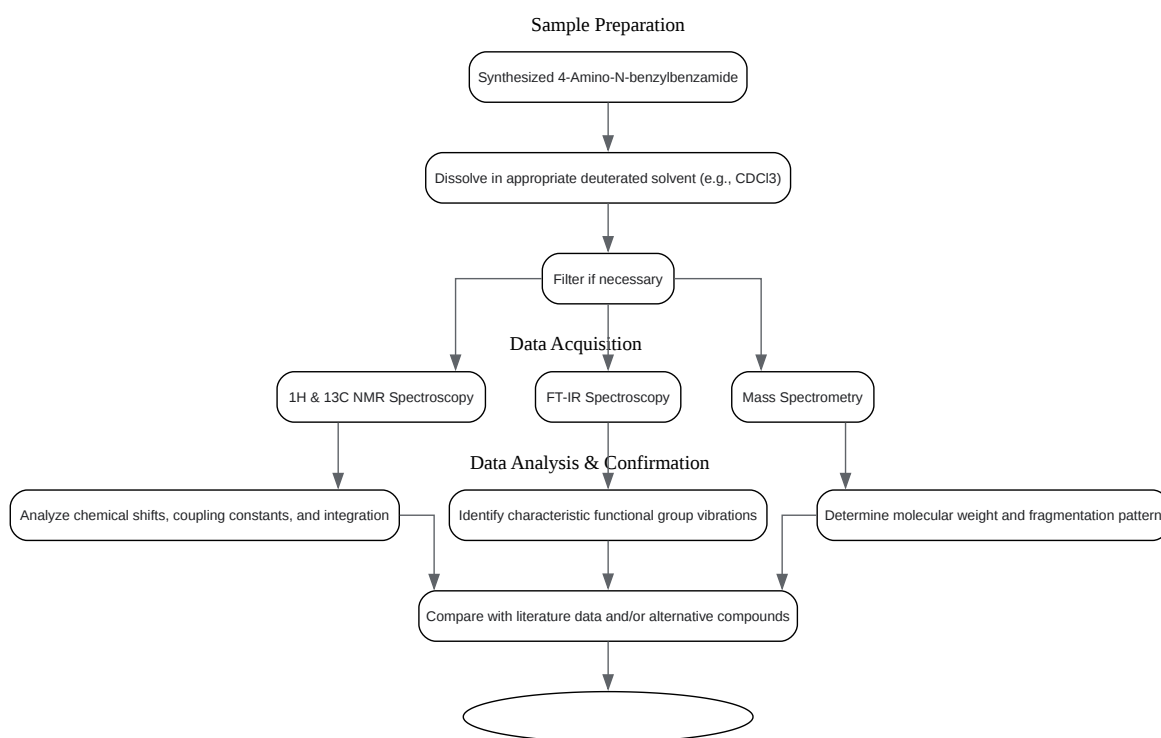 Sample Preparation
Synthesized 4-Amino-N-benzylbenzamide
Dissolve in appropriate deuterated solvent (e.g., CDCl3)
Filter if necessary
Data Acquisition
1H & 13C NMR Spectroscopy
FT-IR Spectroscopy
Mass Spectrometry
Data Analysis & Confirmation
Analyze chemical shifts, coupling constants, and integration
Identify characteristic functional group vibrations
Determine molecular weight and fragmentation pattern
Compare with literature data and/or alternative compounds